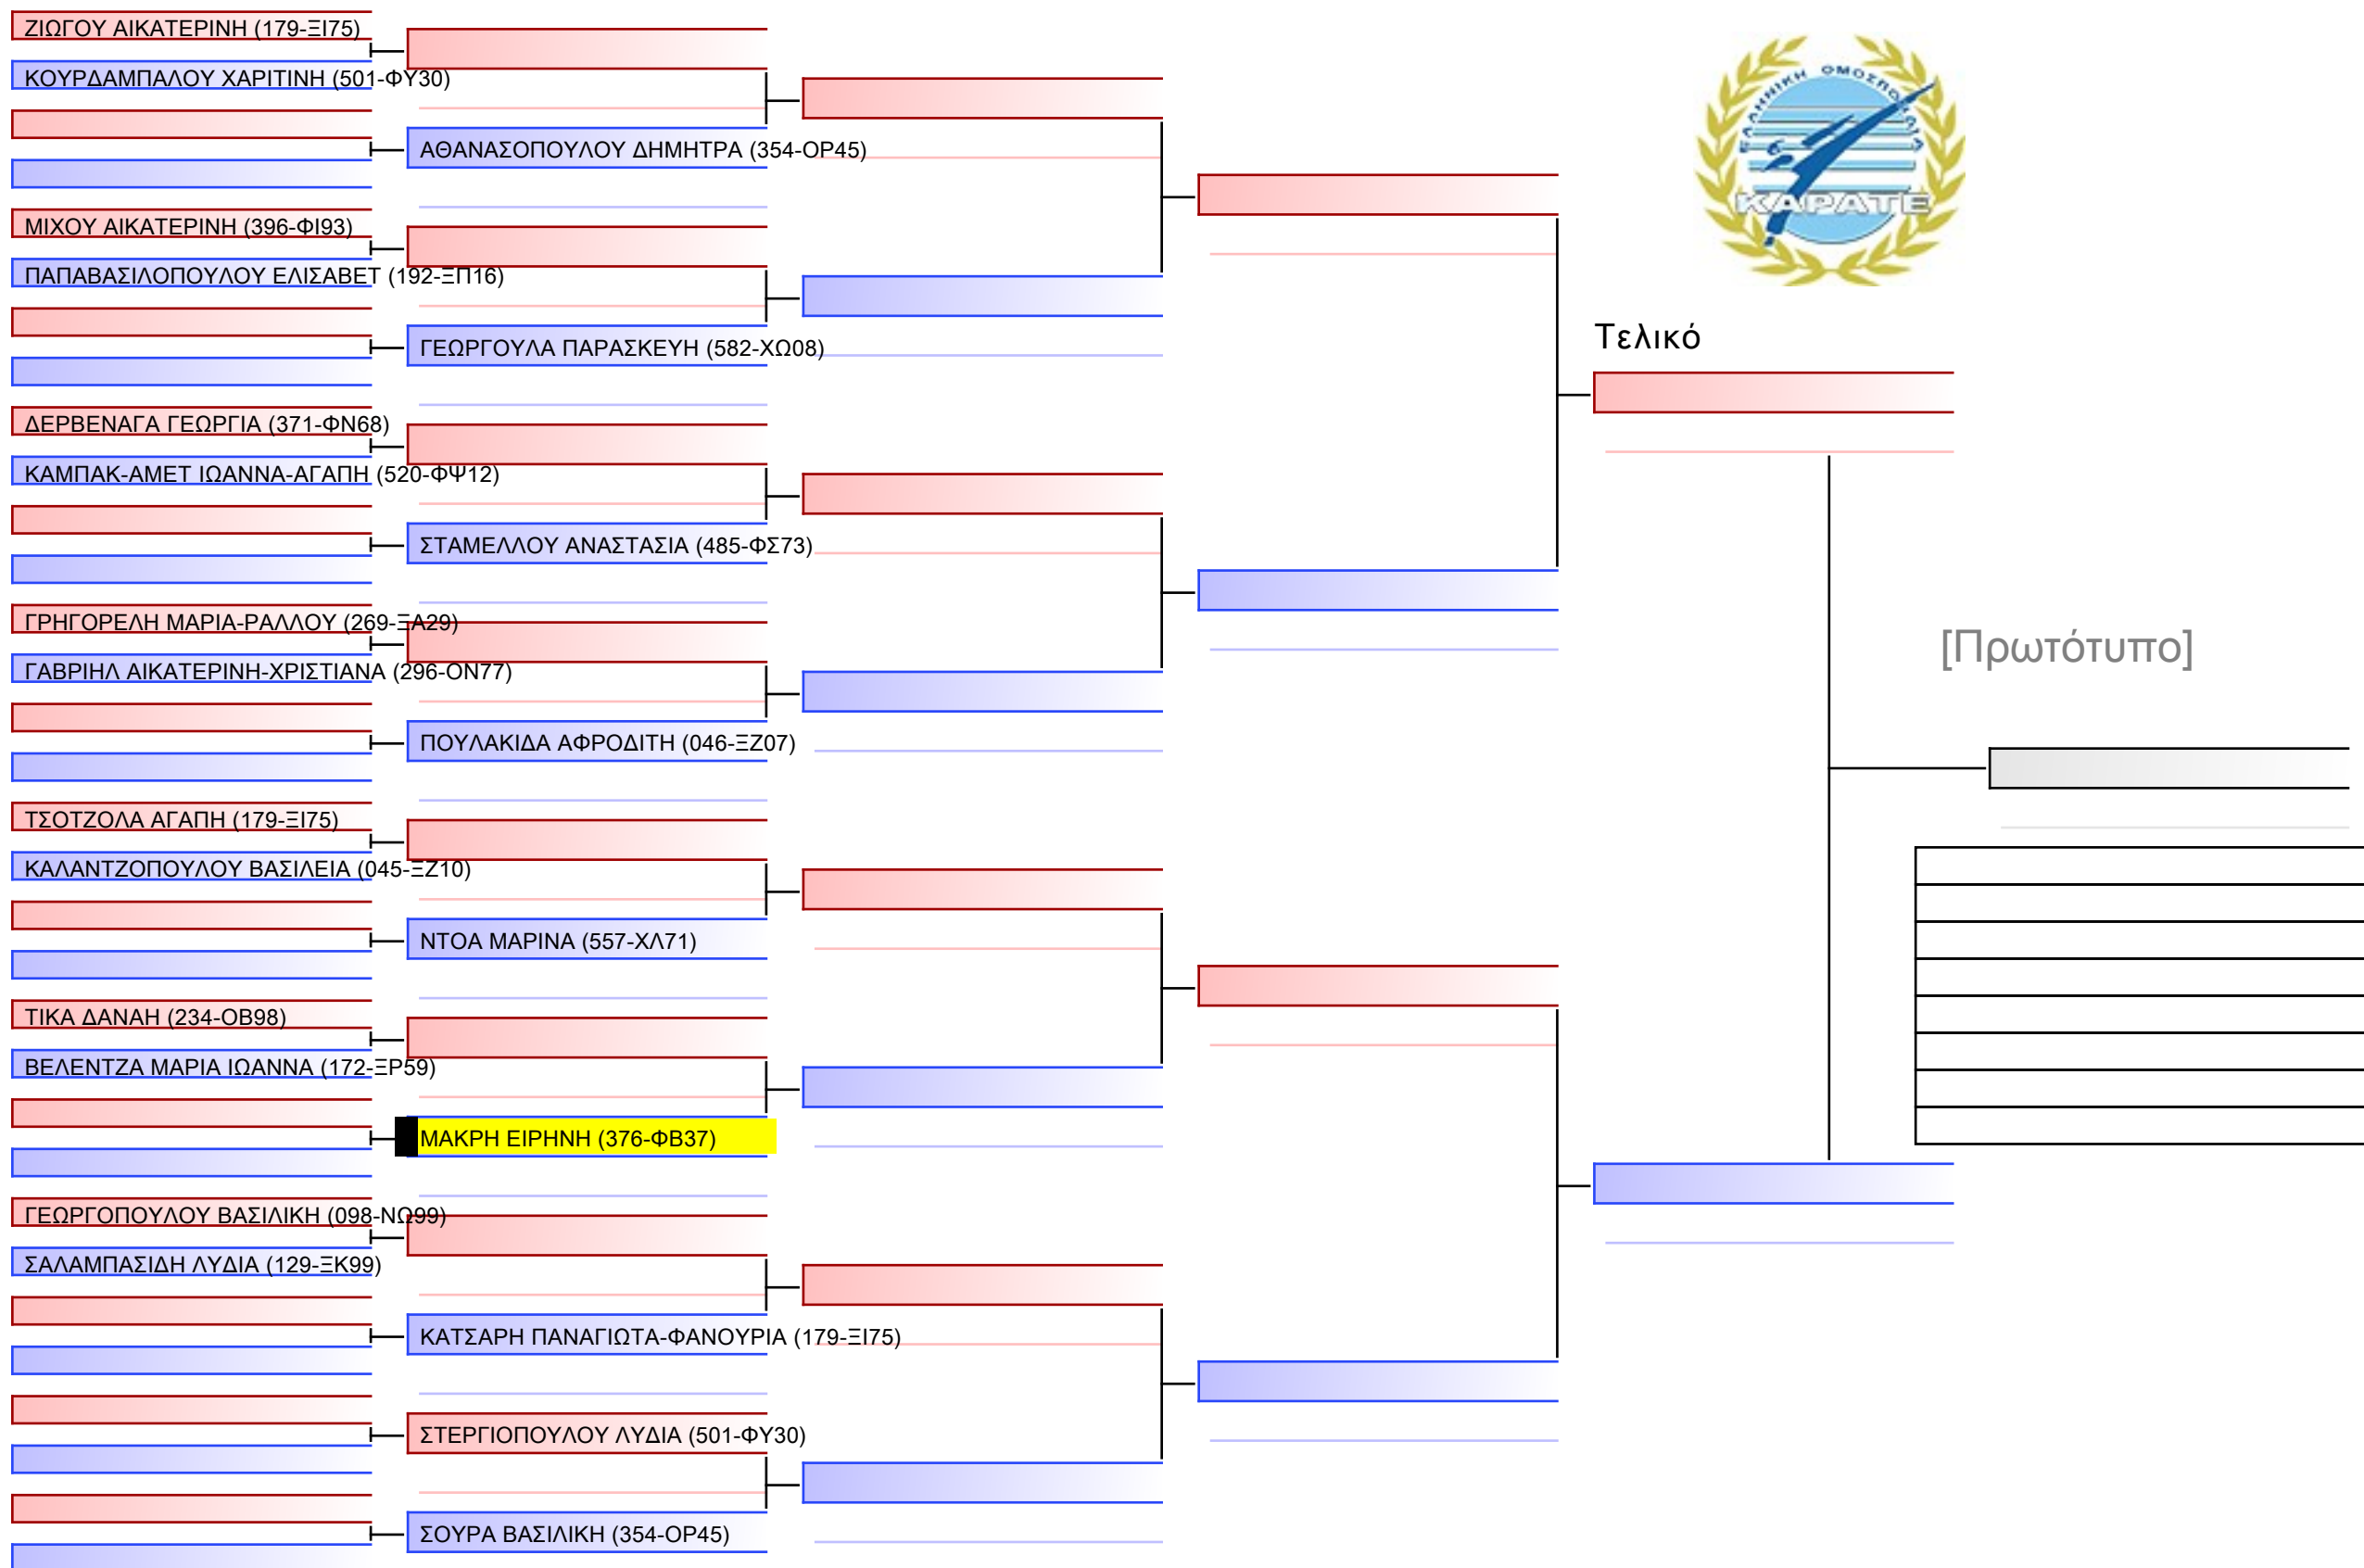 ΖΙΩΓΟΥ ΑΙΚΑΤΕΡΙΝΗ (179-ΞΙ75)
ΚΟΥΡΔΑΜΠΑΛΟΥ ΧΑΡΙΤΙΝΗ (501-ΦΥ30)
ΑΘΑΝΑΣΟΠΟΥΛΟΥ ΔΗΜΗΤΡΑ (354-ΟΡ45)
ΜΙΧΟΥ ΑΙΚΑΤΕΡΙΝΗ (396-ΦΙ93)
ΠΑΠΑΒΑΣΙΛΟΠΟΥΛΟΥ ΕΛΙΣΑΒΕΤ (192-ΞΠ16)
ΓΕΩΡΓΟΥΛΑ ΠΑΡΑΣΚΕΥΗ (582-ΧΩ08)
ΔΕΡΒΕΝΑΓΑ ΓΕΩΡΓΙΑ (371-ΦΝ68)
ΚΑΜΠΑΚ-ΑΜΕΤ ΙΩΑΝΝΑ-ΑΓΑΠΗ (520-ΦΨ12)
ΣΤΑΜΕΛΛΟΥ ΑΝΑΣΤΑΣΙΑ (485-ΦΣ73)
ΓΡΗΓΟΡΕΛΗ ΜΑΡΙΑ-ΡΑΛΛΟΥ (269-ΞΑ29)
ΓΑΒΡΙΗΛ ΑΙΚΑΤΕΡΙΝΗ-ΧΡΙΣΤΙΑΝΑ (296-ΟΝ77)
ΠΟΥΛΑΚΙΔΑ ΑΦΡΟΔΙΤΗ (046-ΞΖ07)
ΤΣΟΤΖΟΛΑ ΑΓΑΠΗ (179-ΞΙ75)
ΚΑΛΑΝΤΖΟΠΟΥΛΟΥ ΒΑΣΙΛΕΙΑ (045-ΞΖ10)
ΝΤΟΑ ΜΑΡΙΝΑ (557-ΧΛ71)
ΤΙΚΑ ΔΑΝΑΗ (234-ΟΒ98)
ΒΕΛΕΝΤΖΑ ΜΑΡΙΑ ΙΩΑΝΝΑ (172-ΞΡ59)
ΜΑΚΡΗ ΕΙΡΗΝΗ (376-ΦΒ37)
ΓΕΩΡΓΟΠΟΥΛΟΥ ΒΑΣΙΛΙΚΗ (098-ΝΩ99)
ΣΑΛΑΜΠΑΣΙΔΗ ΛΥΔΙΑ (129-ΞΚ99)
ΚΑΤΣΑΡΗ ΠΑΝΑΓΙΩΤΑ-ΦΑΝΟΥΡΙΑ (179-ΞΙ75)
ΣΤΕΡΓΙΟΠΟΥΛΟΥ ΛΥΔΙΑ (501-ΦΥ30)
ΣΟΥΡΑ ΒΑΣΙΛΙΚΗ (354-ΟΡ45)
ΕΛΛΗΝΙΚΗ ΟΜΟΣΠΟΝΔΙΑ
ΚΑΡΑΤΕ
Τελικό
[Πρωτότυπο]